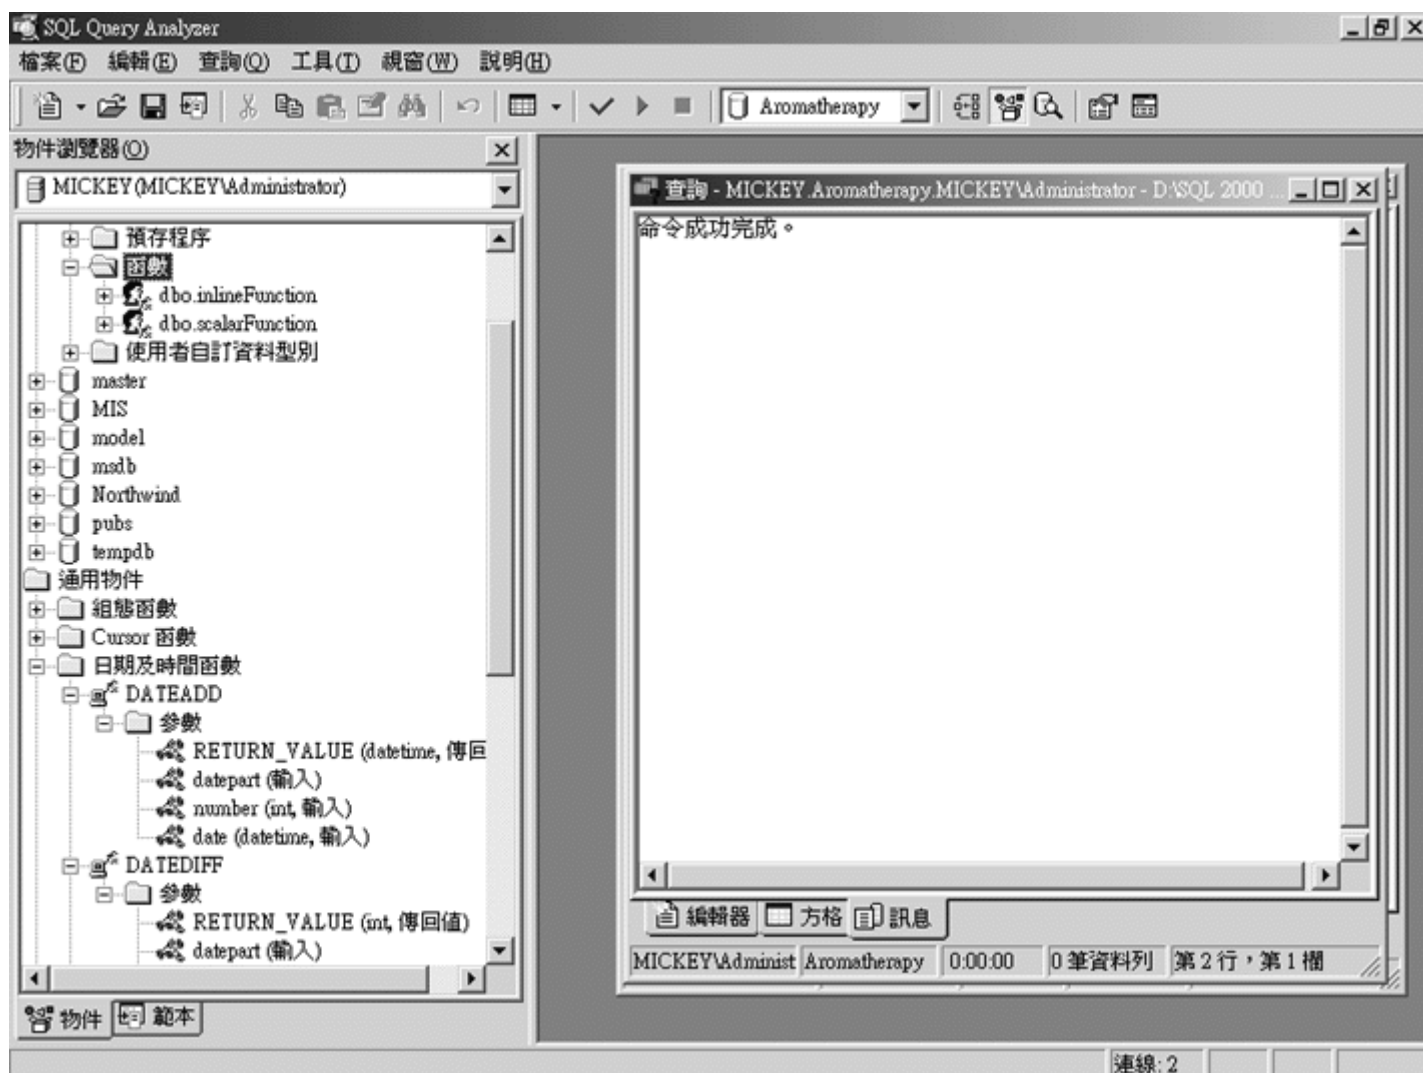 SQL Query Analyzer
檔案(F) 編輯(E) 查詢(Q) 工具(T) 視窗(W) 說明(H)
Aromatherapy
物件瀏覽器(O)
MICKEY(MICKEY\Administrator)
預存程序
函數
dbo.inlineFunction
dbo.scalarFunction
使用者自訂資料型別
master
MIS
model
msdb
Northwind
pubs
tempdb
通用物件
組態函數
Cursor 函數
日期及時間函數
DATEADD
參數
RETURN_VALUE (datetime, 傳回
datepart (輸入)
number (int, 輸入)
date (datetime, 輸入)
DATEDIFF
參數
RETURN_VALUE (int, 傳回值)
datepart (輸入)
物件 範本
查詢 - MICKEY.Aromatherapy.MICKEY\Administrator - D:\SQL 2000 ...
命令成功完成。
編輯器 方格 訊息
MICKEY\Administ Aromatherapy 0:00:00 0 筆資料列 第 2 行，第 1 欄
連線: 2